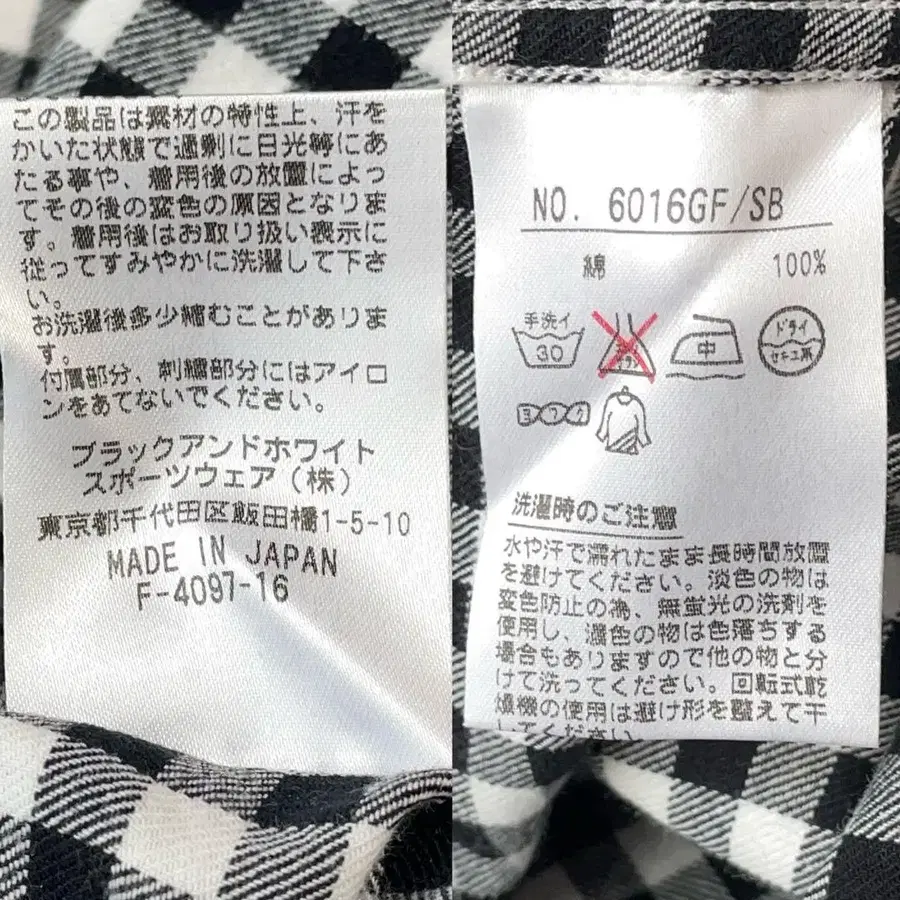 この製品は素材の特性上、汗を
かいた状態で過剰に日光等にあ
たる事や、着用後の放置によっ
てその後の変色の原因となりま
す。着用後はお取り扱い表示に
従ってすみやかに洗濯して下さ
い。
お洗濯後多少縮むことがありま
す。
付属部分、刺繍部分にはアイロ
ンをあてないでください。
ブラックアンドホワイト
スポーツウェア（株）
東京都千代田区飯田橋1-5-10
MADE IN JAPAN
F-4097-16
NO. 6016GF/SB
綿 100%
手洗イ
30
中
ドライ
セキユ系
ヨワク
洗濯時のご注意
水や汗で濡れたまま長時間放置
を避けてください。淡色の物は
変色防止の為、無蛍光の洗剤を
使用し、濃色の物は色落ちする
場合もありますので他の物と分
けて洗ってください。回転式乾
燥機の使用は避け形を整えて干
してください。